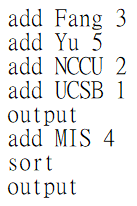 add Fang 3
add Yu 5
add NCCU 2
add UCSB 1
output
add MIS 4
sort
output